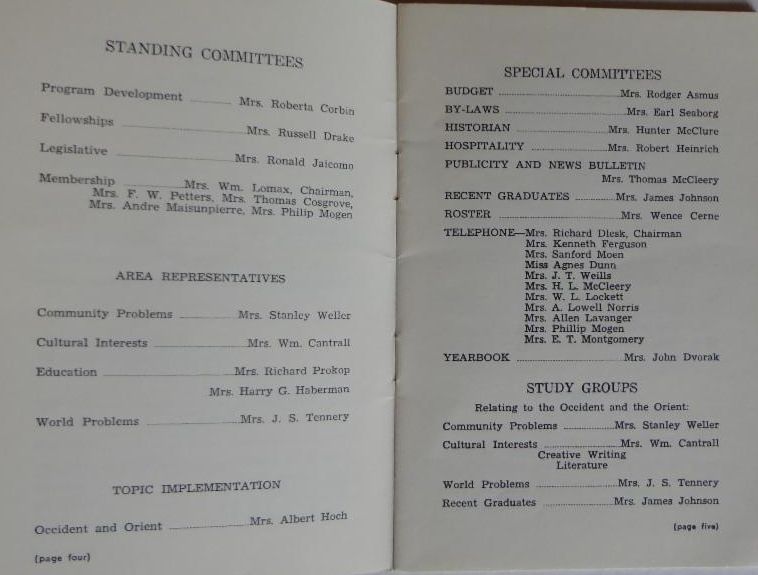 STANDING COMMITTEES
Program Development .......... Mrs. Roberta Corbin
Fellowships .......... Mrs. Russell Drake
Legislative .......... Mrs. Ronald Jaicomo
Membership .......... Mrs. Wm. Lomax, Chairman,
Mrs. F. W. Petters, Mrs. Thomas Cosgrove,
Mrs. Andre Maisunpierre, Mrs. Philip Mogen
AREA REPRESENTATIVES
Community Problems .......... Mrs. Stanley Weller
Cultural Interests .......... Mrs. Wm. Cantrall
Education .......... Mrs. Richard Prokop
Mrs. Harry G. Haberman
World Problems .......... Mrs. J. S. Tennery
TOPIC IMPLEMENTATION
Occident and Orient .......... Mrs. Albert Hoch
(page four)
SPECIAL COMMITTEES
BUDGET .......... Mrs. Rodger Asmus
BY-LAWS .......... Mrs. Earl Seaborg
HISTORIAN .......... Mrs. Hunter McClure
HOSPITALITY .......... Mrs. Robert Heinrich
PUBLICITY AND NEWS BULLETIN
Mrs. Thomas McCleery
RECENT GRADUATES .......... Mrs. James Johnson
ROSTER .......... Mrs. Wence Cerne
TELEPHONE—Mrs. Richard Dlesk, Chairman
Mrs. Kenneth Ferguson
Mrs. Sanford Moen
Miss Agnes Dunn
Mrs. J. T. Weills
Mrs. H. L. McCleery
Mrs. W. L. Lockett
Mrs. A. Lowell Norris
Mrs. Allen Lavanger
Mrs. Phillip Mogen
Mrs. E. T. Montgomery
YEARBOOK .......... Mrs. John Dvorak
STUDY GROUPS
Relating to the Occident and the Orient:
Community Problems .......... Mrs. Stanley Weller
Cultural Interests .......... Mrs. Wm. Cantrall
Creative Writing
Literature
World Problems .......... Mrs. J. S. Tennery
Recent Graduates .......... Mrs. James Johnson
(page five)